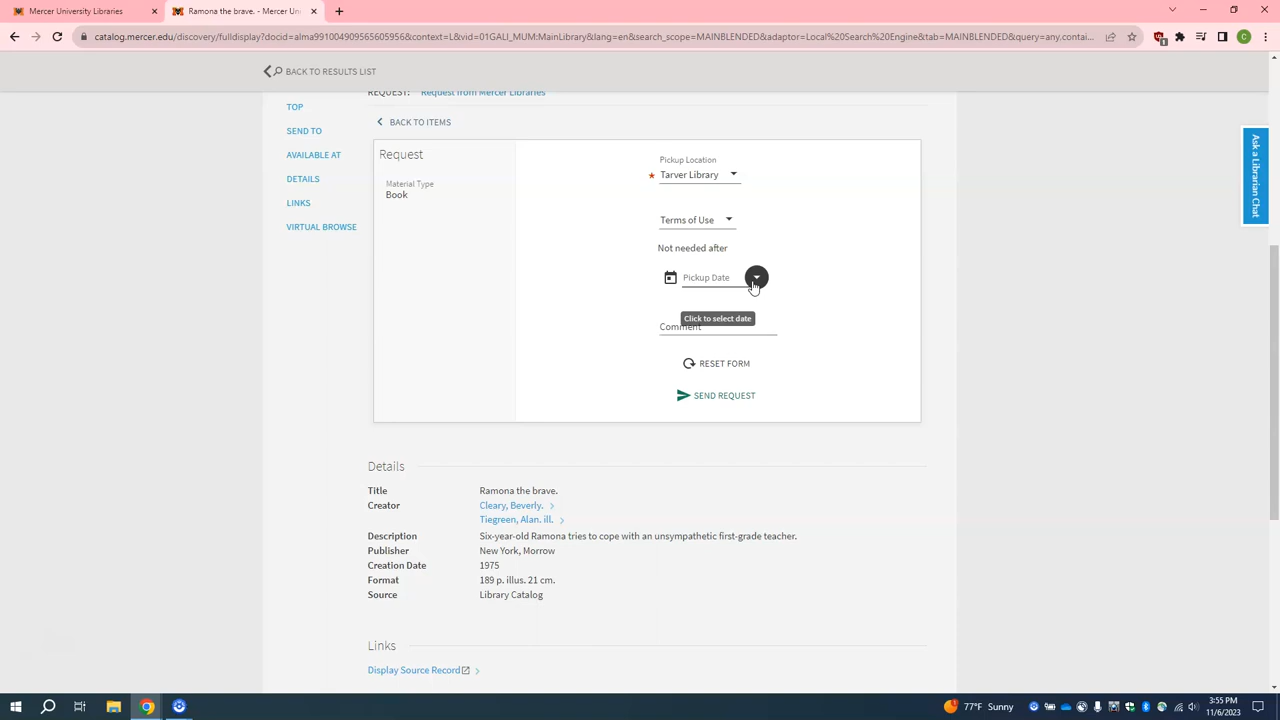 Mercer University Libraries
Ramona the brave. - Mercer Un
catalog.mercer.edu/discovery/fulldisplay?docid=alma991004909565605956&context=L&vid=01GALI_MUM:MainLibrary&lang=en&search_scope=MAINBLENDED&adaptor=Local%20Search%20Engine&tab=MAINBLENDED&query=any.contai...
1
C
BACK TO RESULTS LIST
REQUEST: Request from Mercer Libraries
TOP
SEND TO
AVAILABLE AT
DETAILS
LINKS
VIRTUAL BROWSE
BACK TO ITEMS
Request
Material Type
Book
Pickup Location
* Tarver Library
Terms of Use
Not needed after
Pickup Date
Click to select date
Comment
RESET FORM
SEND REQUEST
Ask a Librarian Chat
Details
Title Ramona the brave.
Creator Cleary, Beverly.
Tiegreen, Alan. ill.
Description Six-year-old Ramona tries to cope with an unsympathetic first-grade teacher.
Publisher New York, Morrow
Creation Date 1975
Format 189 p. illus. 21 cm.
Source Library Catalog
Links
Display Source Record
77°F Sunny
3:55 PM
11/6/2023